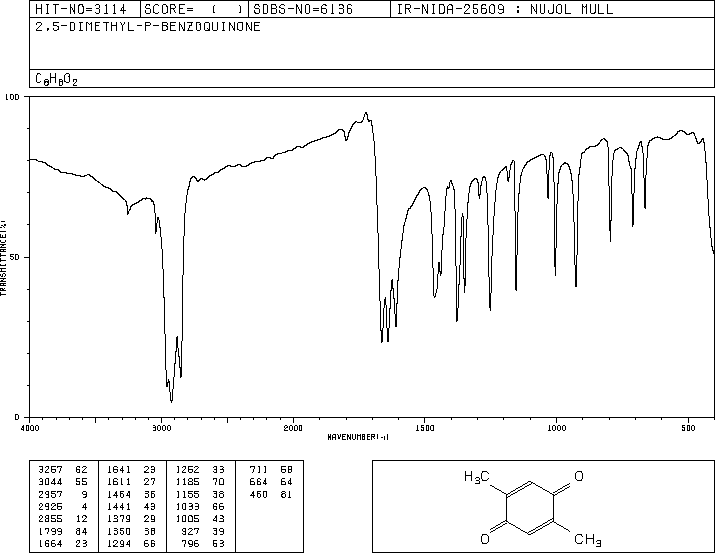 HIT-NO=3114 SCORE= ( ) SDBS-NO=6136 IR-NIDA-25609 : NUJOL MULL
2,5-DIMETHYL-P-BENZOQUINONE
C8H8O2
100
50
0
TRANSMITTANCE(%)
4000 3000 2000 1500 1000 500
WAVENUMBER(-1)
3257 62 1641 23 1252 33 711 58
3044 55 1611 27 1185 70 664 64
2957 9 1464 36 1155 38 460 81
2925 4 1441 43 1033 66
2855 12 1379 29 1005 43
1799 84 1350 38 927 39
1664 23 1294 66 796 53
H3C
O
O
CH3